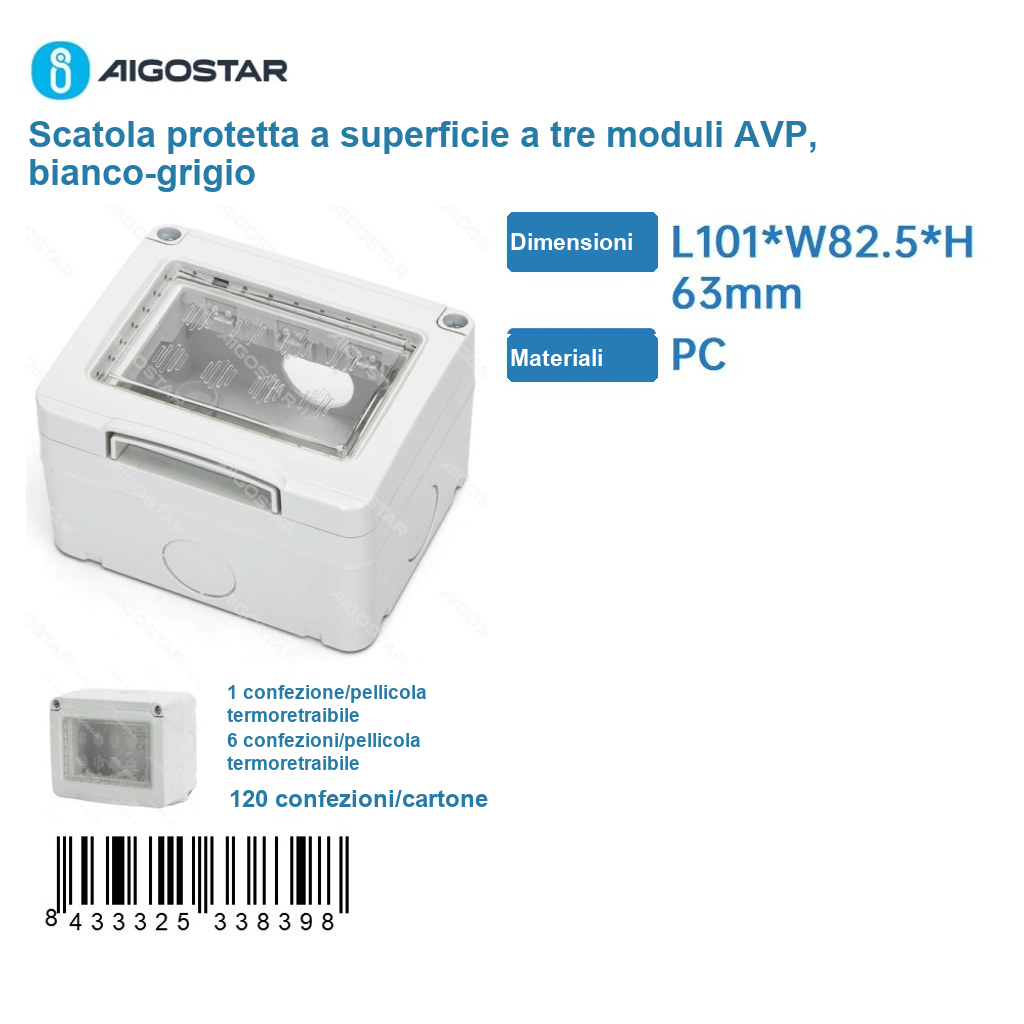 AIGOSTAR
Scatola protetta a superficie a tre moduli AVP,
bianco-grigio
Dimensioni
L101*W82.5*H
63mm
Materiali
PC
1 confezione/pellicola
termoretraibile
6 confezioni/pellicola
termoretraibile
120 confezioni/cartone
8 433325 338398